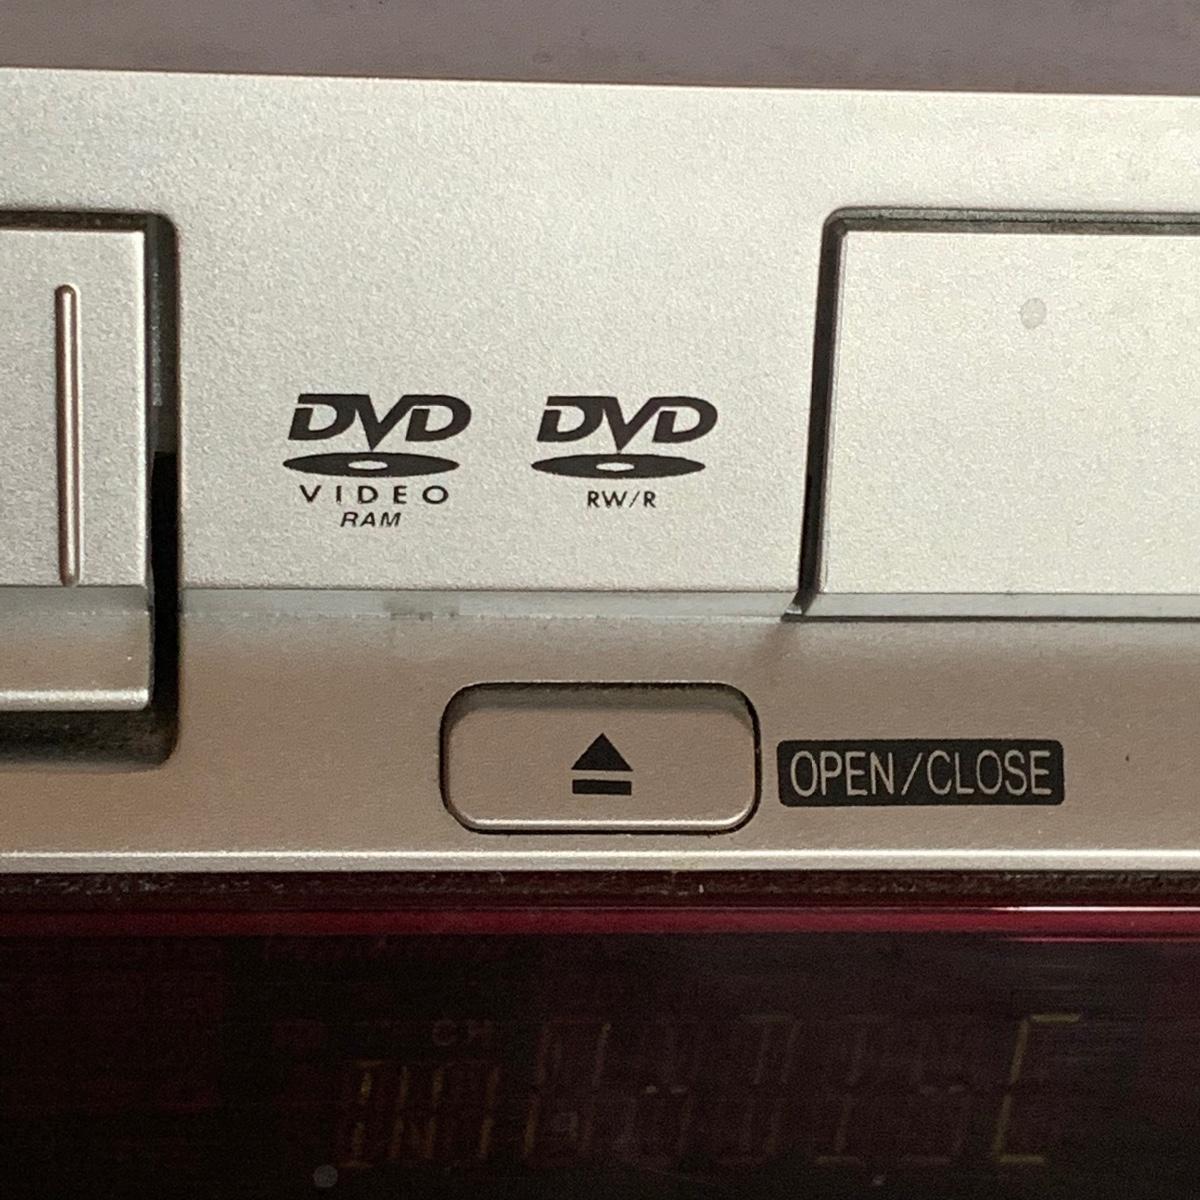 DVD DVD
VIDEO RW/R
RAM
OPEN/CLOSE